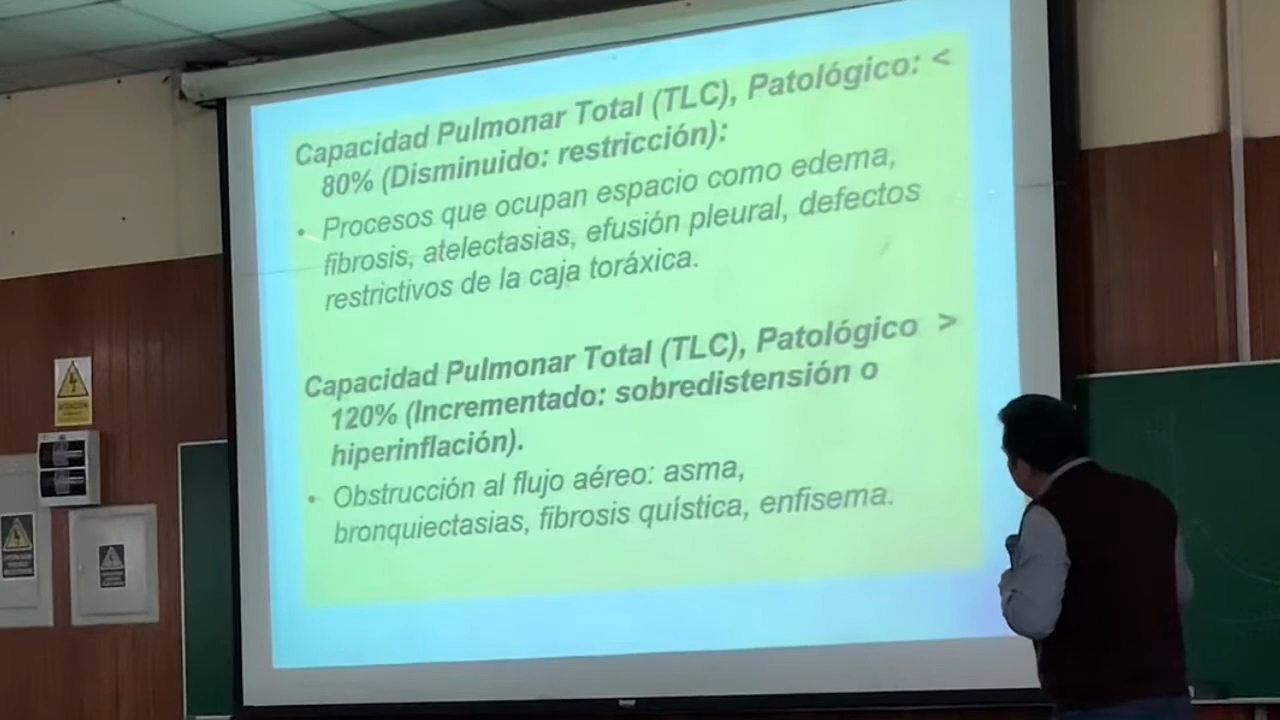 Capacidad Pulmonar Total (TLC), Patológico: <
80% (Disminuido: restricción):
• Procesos que ocupan espacio como edema,
fibrosis, atelectasias, efusión pleural, defectos
restrictivos de la caja toráxica.
Capacidad Pulmonar Total (TLC), Patológico >
120% (Incrementado: sobredistensión o
hiperinflación).
• Obstrucción al flujo aéreo: asma,
bronquiectasias, fibrosis quística, enfisema.
ATENCIÓN